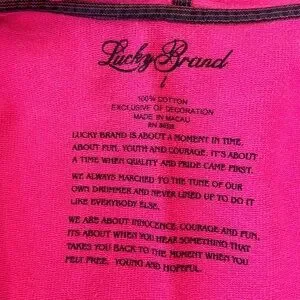 Lucky Brand
L
100% COTTON
EXCLUSIVE OF DECORATION
MADE IN MACAU
RN 80318
LUCKY BRAND IS ABOUT A MOMENT IN TIME.
ABOUT FUN, YOUTH AND COURAGE. IT'S ABOUT
A TIME WHEN QUALITY AND PRIDE CAME FIRST.
WE ALWAYS MARCHED TO THE TUNE OF OUR
OWN DRUMMER AND NEVER LINED UP TO DO IT
LIKE EVERYBODY ELSE.
WE ARE ABOUT INNOCENCE, COURAGE AND FUN.
IT'S ABOUT WHEN YOU HEAR SOMETHING THAT
TAKES YOU BACK TO THE MOMENT WHEN YOU
FELT FREE, YOUNG AND HOPEFUL.